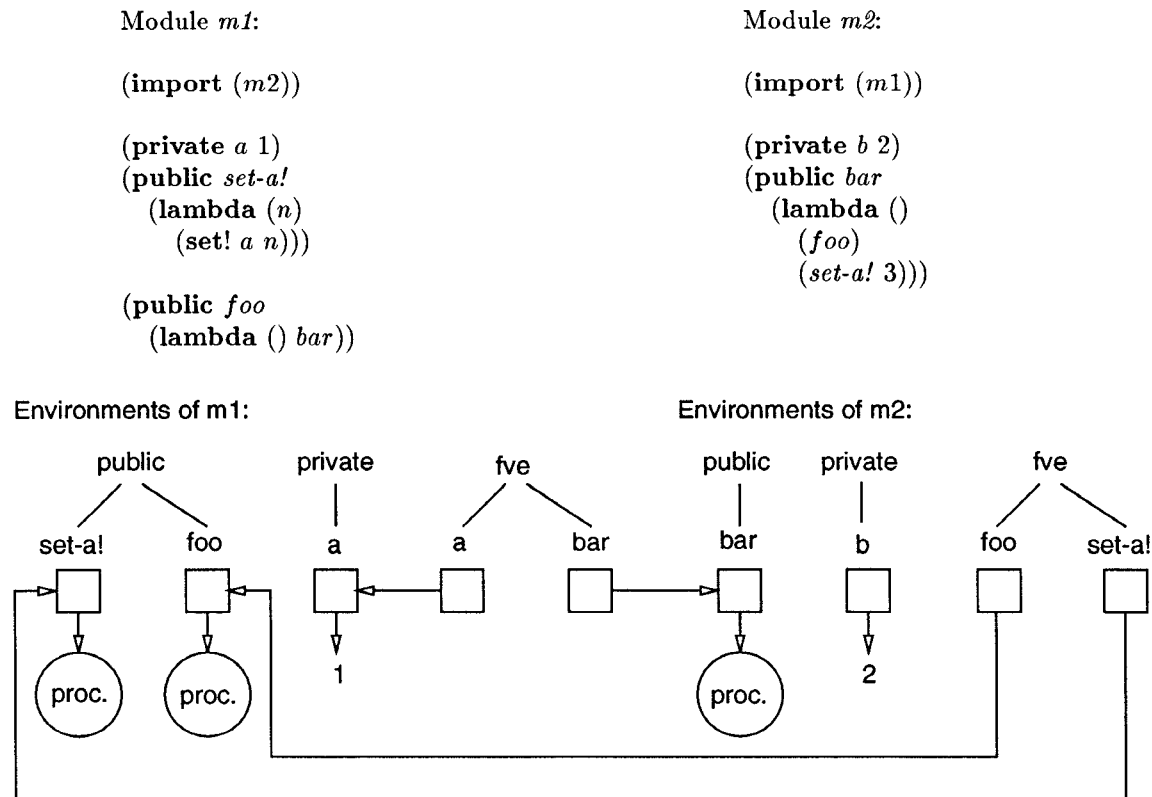 Module m1:
(import (m2))
(private a 1)
(public set-a!
(lambda (n)
(set! a n)))
(public foo
(lambda () bar))
Module m2:
(import (m1))
(private b 2)
(public bar
(lambda ()
(foo)
(set-a! 3)))
Environments of m1:
public private fve
set-a! foo a a bar
1
proc. proc.
Environments of m2:
public private fve
bar b foo set-a!
2
proc.